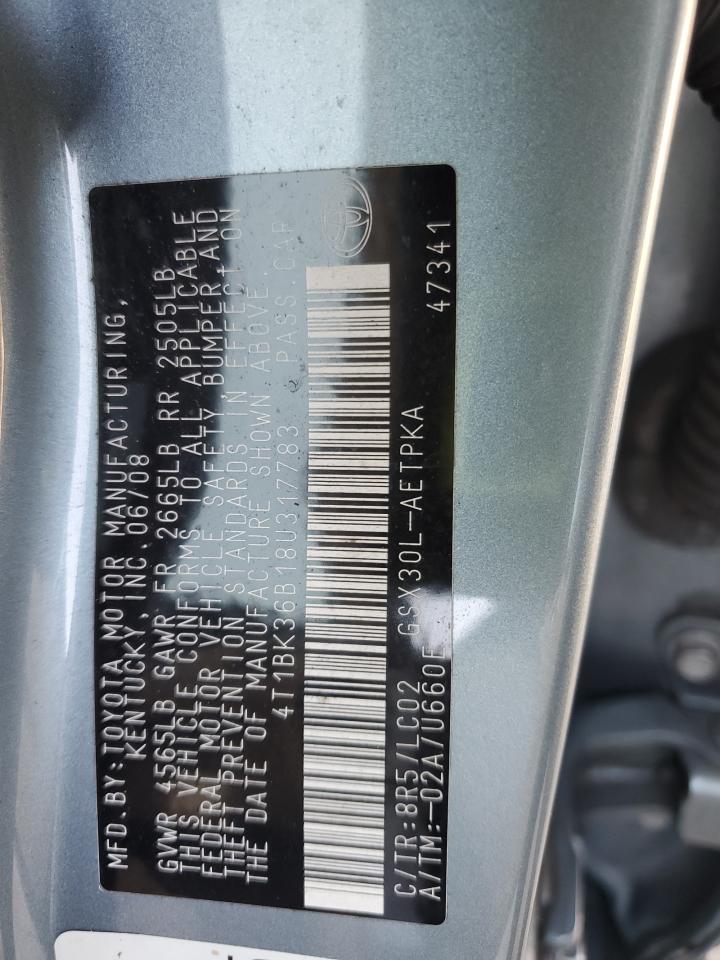 MFD.BY:TOYOTA MOTOR MANUFACTURING,
KENTUCKY, INC. 06/08
GVWR 4565LB GAWR FR 2665LB RR 2505LB
THIS VEHICLE CONFORMS TO ALL APPLICABLE
FEDERAL MOTOR VEHICLE SAFETY BUMPER, AND
THEFT PREVENTION STANDARDS IN EFFECT ON
THE DATE OF MANUFACTURE SHOWN ABOVE.
4T1BK36B18U317783 PASS.CAR
C/TR:8R5/LC02
A/TM:-02A/U660E GSX30L-AETPKA 47341